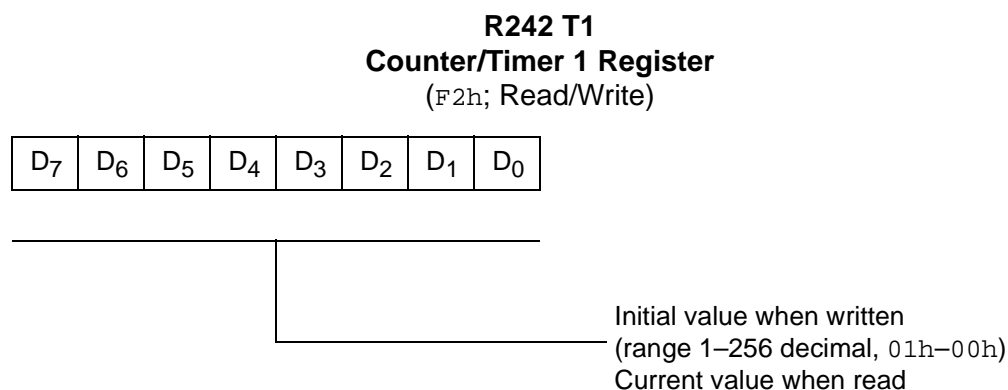 R242 T1
Counter/Timer 1 Register
(F2h; Read/Write)
D7 D6 D5 D4 D3 D2 D1 D0
Initial value when written
(range 1–256 decimal, 01h–00h)
Current value when read